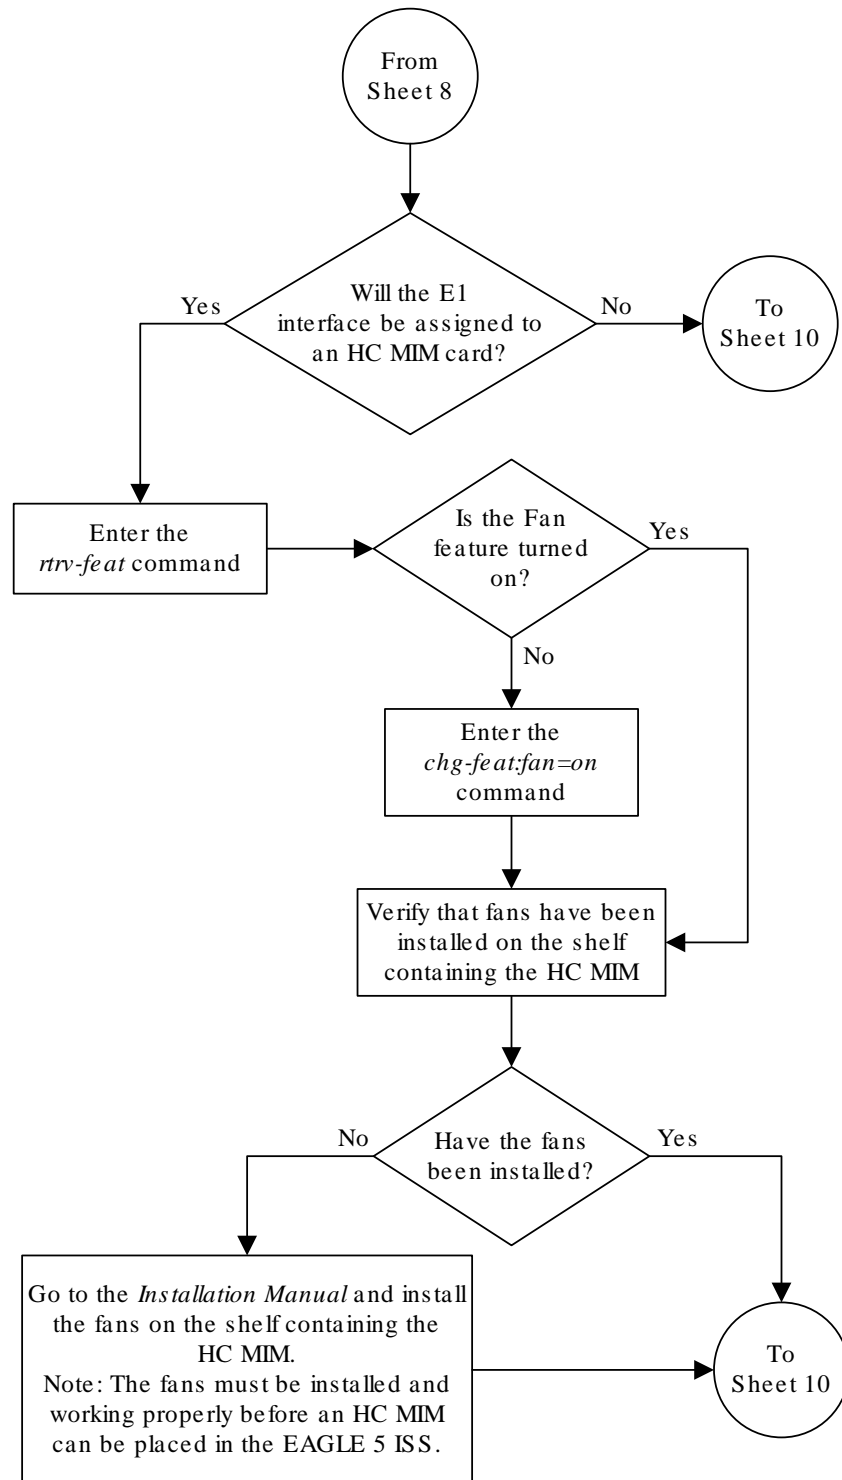 From
Sheet 8
Will the E1
interface be assigned to
an HC MIM card?
Yes
No
To
Sheet 10
Enter the
rtrv-feat command
Is the Fan
feature turned
on?
Yes
No
Enter the
chg-feat:fan=on
command
Verify that fans have been
installed on the shelf
containing the HC MIM
Have the fans
been installed?
No
Yes
Go to the Installation Manual and install
the fans on the shelf containing the
HC MIM.
Note: The fans must be installed and
working properly before an HC MIM
can be placed in the EAGLE 5 ISS.
To
Sheet 10